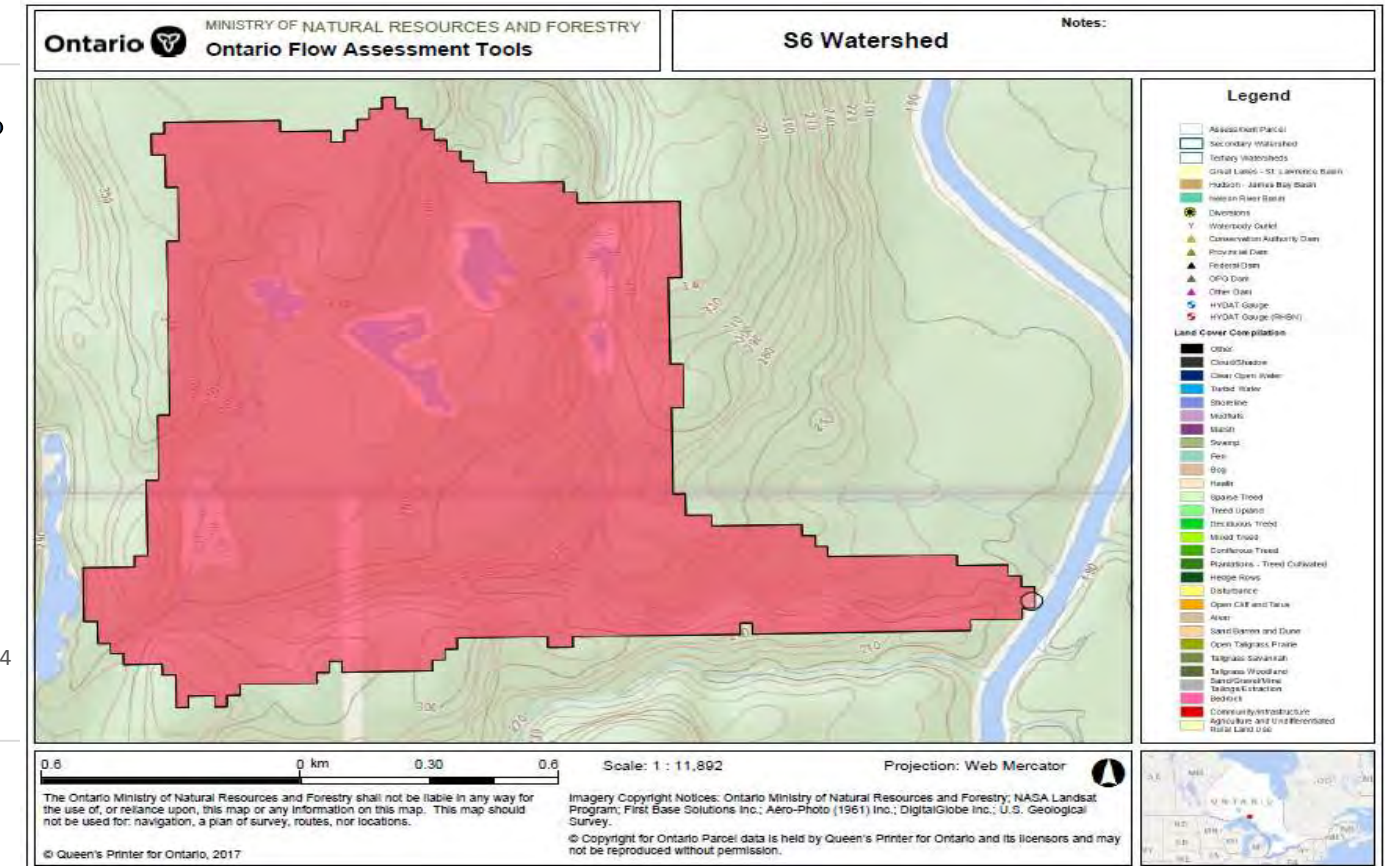 Ontario
MINISTRY OF NATURAL RESOURCES AND FORESTRY
Ontario Flow Assessment Tools
S6 Watershed
Notes:
Legend
Assessment Parcel
Secondary Watershed
Tertiary Watersheds
Great Lakes - St. Lawrence Basin
Hudson - James Bay Basin
Nelson River Basin
Diversions
Waterbody Outlet
Conservation Authority Dam
Provincial Dam
Federal Dam
OPG Dam
Other Dam
HYDAT Gauge
HYDAT Gauge (RHBN)
Land Cover Compilation
Other
Cloud/Shadow
Clear Open Water
Turbid Water
Shoreline
Mudflats
Marsh
Swamp
Fen
Bog
Heath
Sparse Treed
Treed Upland
Deciduous Treed
Mixed Treed
Coniferous Treed
Plantations - Treed Cultivated
Hedge Rows
Disturbance
Open Cliff and Talus
Alvar
Sand Barren and Dune
Open Tallgrass Prairie
Tallgrass Savannah
Tallgrass Woodland
Sand/Gravel/Mine
Tailings/Extraction
Bedrock
Community/Infrastructure
Agriculture and Undifferentiated
Rural Land Use
300
210
190
4
0.6 0 km 0.30 0.6
Scale: 1 : 11,892
Projection: Web Mercator
The Ontario Ministry of Natural Resources and Forestry shall not be liable in any way for
the use of, or reliance upon, this map or any information on this map. This map should
not be used for: navigation, a plan of survey, routes, nor locations.
© Queen's Printer for Ontario, 2017
Imagery Copyright Notices: Ontario Ministry of Natural Resources and Forestry; NASA Landsat
Program; First Base Solutions Inc.; Aéro-Photo (1961) Inc.; DigitalGlobe Inc.; U.S. Geological
Survey.
© Copyright for Ontario Parcel data is held by Queen's Printer for Ontario and its licensors and may
not be reproduced without permission.
ONTARIO